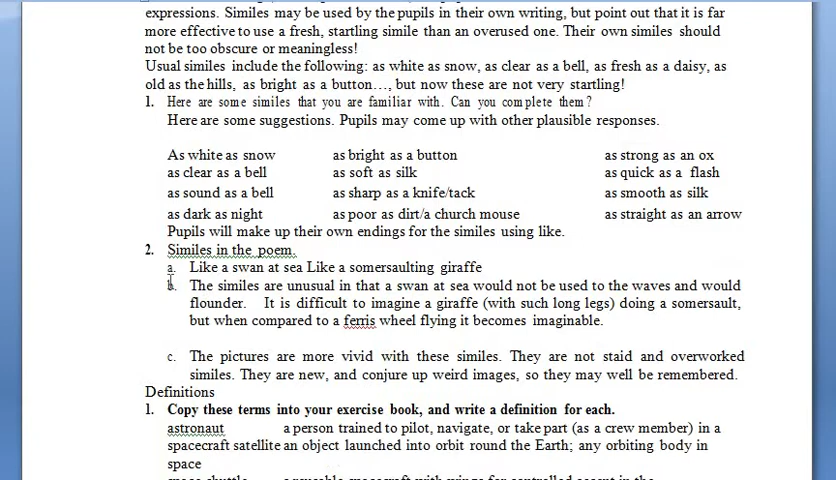 expressions. Similes may be used by the pupils in their own writing, but point out that it is far
more effective to use a fresh, startling simile than an overused one. Their own similes should
not be too obscure or meaningless!
Usual similes include the following: as white as snow, as clear as a bell, as fresh as a daisy, as
old as the hills, as bright as a button…, but now these are not very startling!
1. Here are some similes that you are familiar with. Can you complete them?
Here are some suggestions. Pupils may come up with other plausible responses.
As white as snow as bright as a button as strong as an ox
as clear as a bell as soft as silk as quick as a flash
as sound as a bell as sharp as a knife/tack as smooth as silk
as dark as night as poor as dirt/a church mouse as straight as an arrow
Pupils will make up their own endings for the similes using like.
2. Similes in the poem.
a. Like a swan at sea Like a somersaulting giraffe
b. The similes are unusual in that a swan at sea would not be used to the waves and would
flounder. It is difficult to imagine a giraffe (with such long legs) doing a somersault,
but when compared to a ferris wheel flying it becomes imaginable.
c. The pictures are more vivid with these similes. They are not staid and overworked
similes. They are new, and conjure up weird images, so they may well be remembered.
Definitions
1. Copy these terms into your exercise book, and write a definition for each.
astronaut a person trained to pilot, navigate, or take part (as a crew member) in a
spacecraft satellite an object launched into orbit round the Earth; any orbiting body in
space